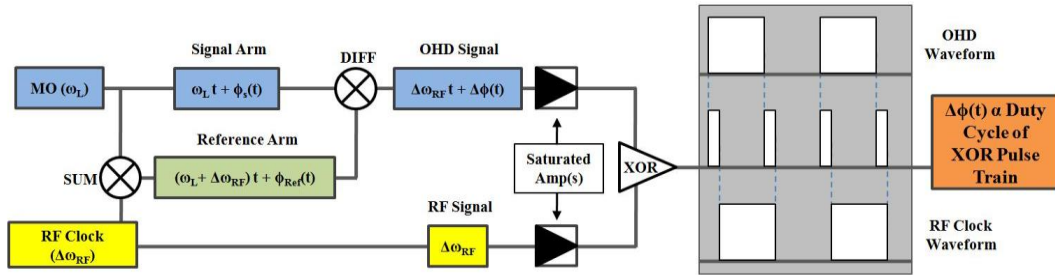 Signal Arm
DIFF
OHD Signal
OHD
Waveform
MO (ωL)
ωL t + ϕs(t)
ΔωRF t + Δϕ(t)
Reference Arm
SUM
(ωL+ ΔωRF) t + ϕRef(t)
Saturated
Amp(s)
XOR
Δϕ(t) α Duty
Cycle of
XOR Pulse
Train
RF Signal
RF Clock
(ΔωRF)
ΔωRF
RF Clock
Waveform